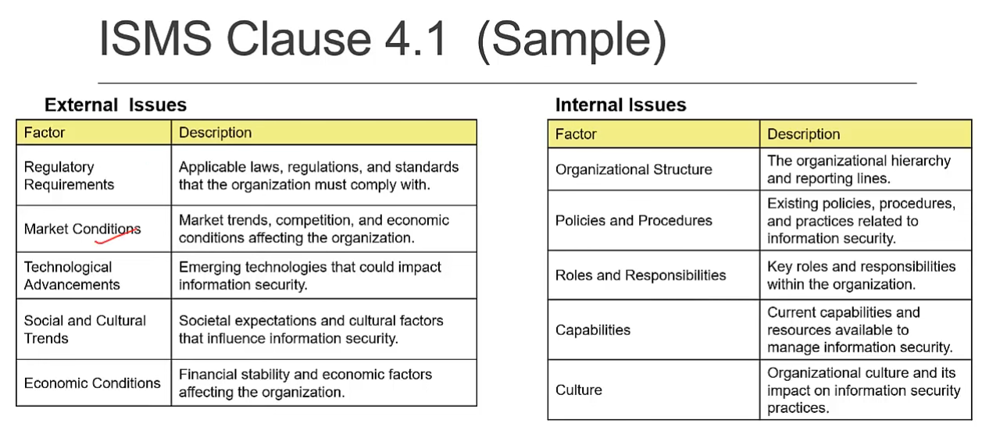 ISMS Clause 4.1 (Sample)
External Issues
Factor Description
Regulatory
Requirements
Applicable laws, regulations, and standards
that the organization must comply with.
Market Conditions
Market trends, competition, and economic
conditions affecting the organization.
Technological
Advancements
Emerging technologies that could impact
information security.
Social and Cultural
Trends
Societal expectations and cultural factors
that influence information security.
Economic Conditions
Financial stability and economic factors
affecting the organization.
Internal Issues
Factor Description
Organizational Structure
The organizational hierarchy
and reporting lines.
Policies and Procedures
Existing policies, procedures,
and practices related to
information security.
Roles and Responsibilities
Key roles and responsibilities
within the organization.
Capabilities
Current capabilities and
resources available to
manage information security.
Culture
Organizational culture and its
impact on information security
practices.